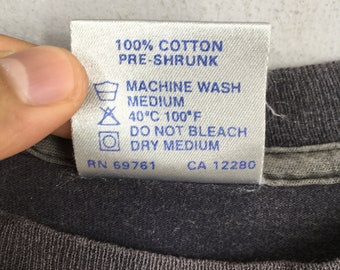 100% COTTON
PRE-SHRUNK
MACHINE WASH
MEDIUM
40°C 100°F
DO NOT BLEACH
DRY MEDIUM
RN 69761 CA 12280